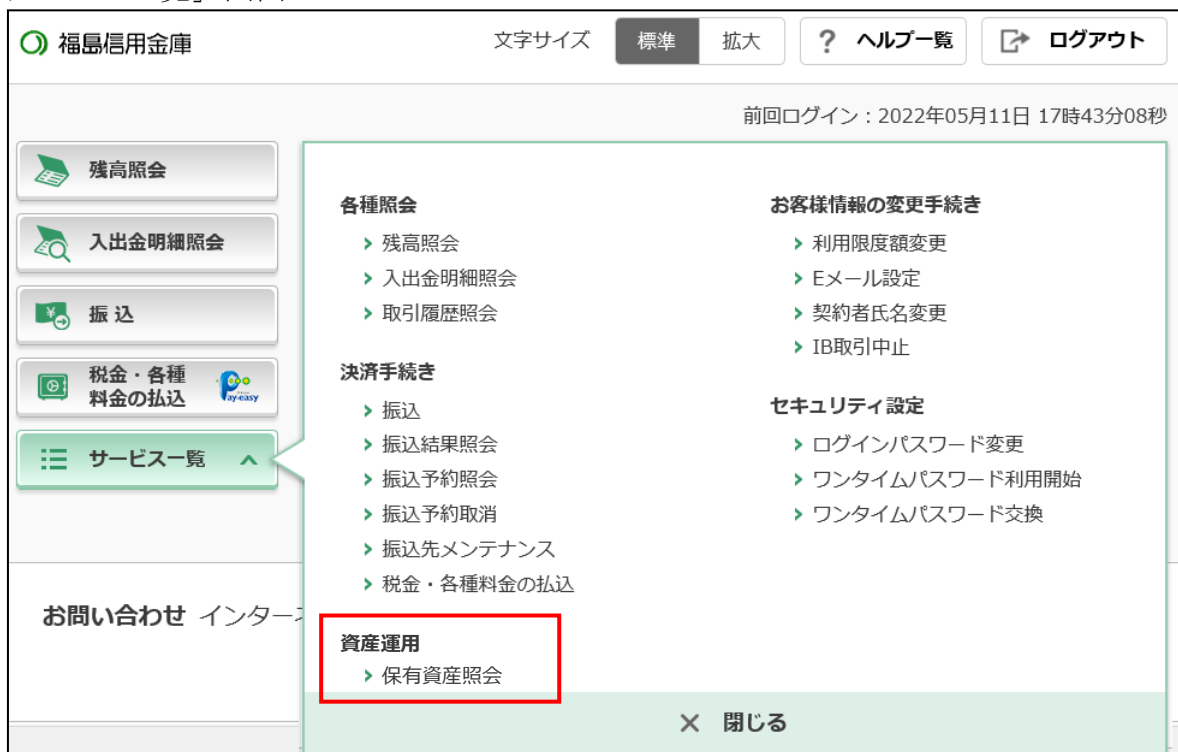 福島信用金庫
文字サイズ 標準 拡大 ? ヘルプ一覧 ログアウト
前回ログイン：2022年05月11日 17時43分08秒
残高照会
入出金明細照会
振込
税金・各種
料金の払込
Pay-easy
サービス一覧
各種照会
残高照会
入出金明細照会
取引履歴照会
決済手続き
振込
振込結果照会
振込予約照会
振込予約取消
振込先メンテナンス
税金・各種料金の払込
資産運用
保有資産照会
お客様情報の変更手続き
利用限度額変更
Eメール設定
契約者氏名変更
IB取引中止
セキュリティ設定
ログインパスワード変更
ワンタイムパスワード利用開始
ワンタイムパスワード交換
お問い合わせ インター
× 閉じる